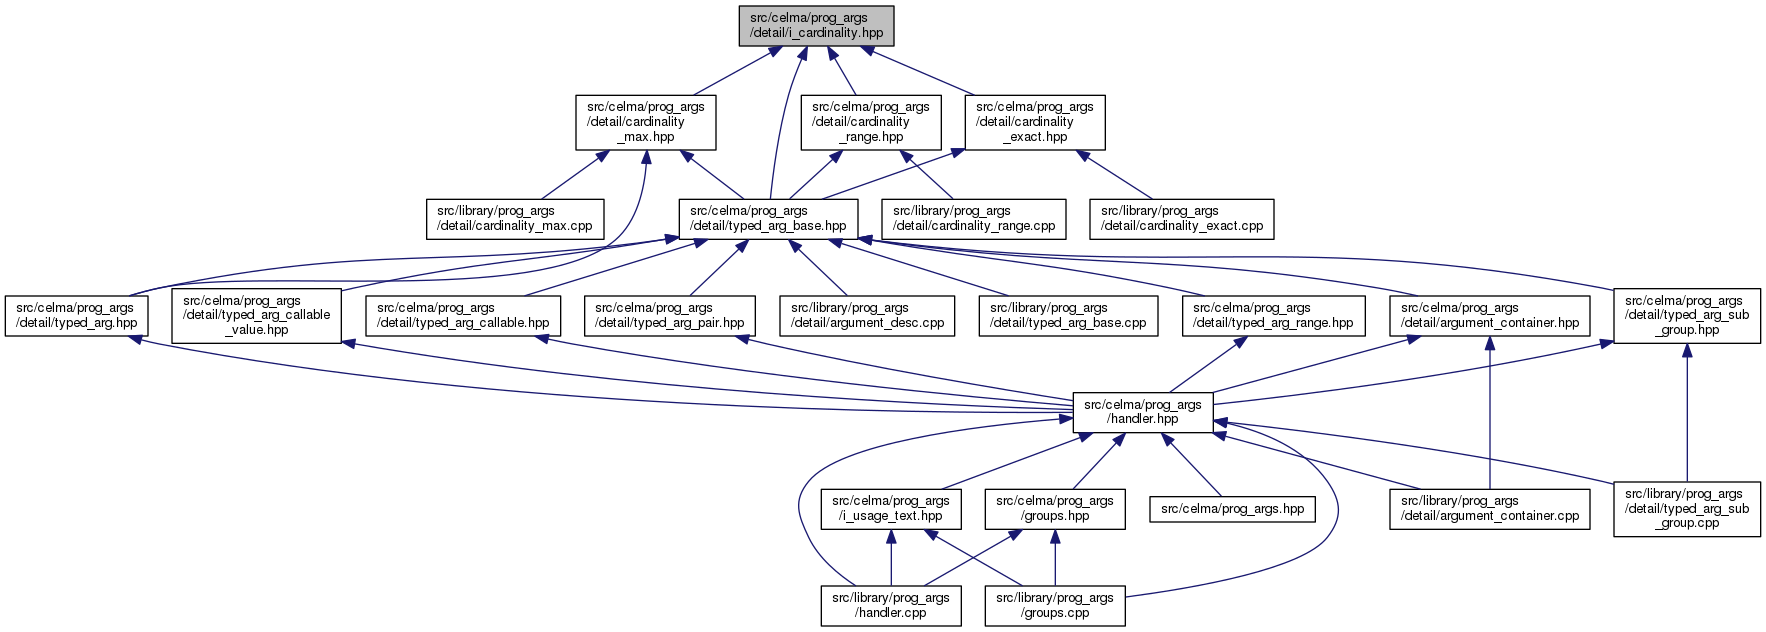 src/celma/prog_args
/detail/i_cardinality.hpp
src/celma/prog_args
/detail/cardinality
_max.hpp
src/celma/prog_args
/detail/cardinality
_range.hpp
src/celma/prog_args
/detail/cardinality
_exact.hpp
src/library/prog_args
/detail/cardinality_max.cpp
src/celma/prog_args
/detail/typed_arg_base.hpp
src/library/prog_args
/detail/cardinality_range.cpp
src/library/prog_args
/detail/cardinality_exact.cpp
src/celma/prog_args
/detail/typed_arg.hpp
src/celma/prog_args
/detail/typed_arg_callable
_value.hpp
src/celma/prog_args
/detail/typed_arg_callable.hpp
src/celma/prog_args
/detail/typed_arg_pair.hpp
src/library/prog_args
/detail/argument_desc.cpp
src/library/prog_args
/detail/typed_arg_base.cpp
src/celma/prog_args
/detail/typed_arg_range.hpp
src/celma/prog_args
/detail/argument_container.hpp
src/celma/prog_args
/detail/typed_arg_sub
_group.hpp
src/celma/prog_args
/handler.hpp
src/celma/prog_args
/i_usage_text.hpp
src/celma/prog_args
/groups.hpp
src/celma/prog_args.hpp
src/library/prog_args
/detail/argument_container.cpp
src/library/prog_args
/detail/typed_arg_sub
_group.cpp
src/library/prog_args
/handler.cpp
src/library/prog_args
/groups.cpp